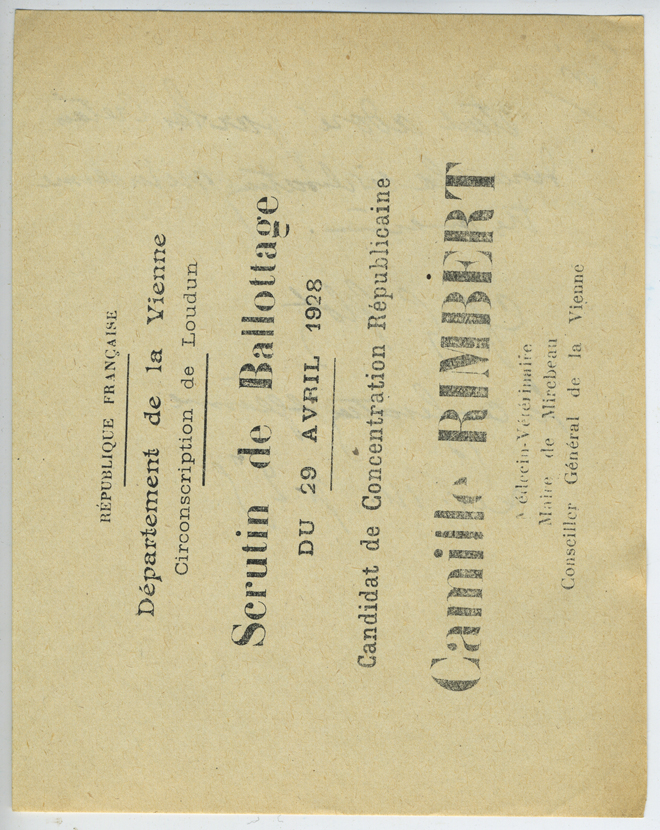 RÉPUBLIQUE FRANÇAISE
Département de la Vienne
Circonscription de Loudun
Scrutin de Ballottage
DU 29 AVRIL 1928
Candidat de Concentration Républicaine
Camille RIMBERT
Médecin-Vétérinaire
Maire de Mirebeau
Conseiller Général de la Vienne